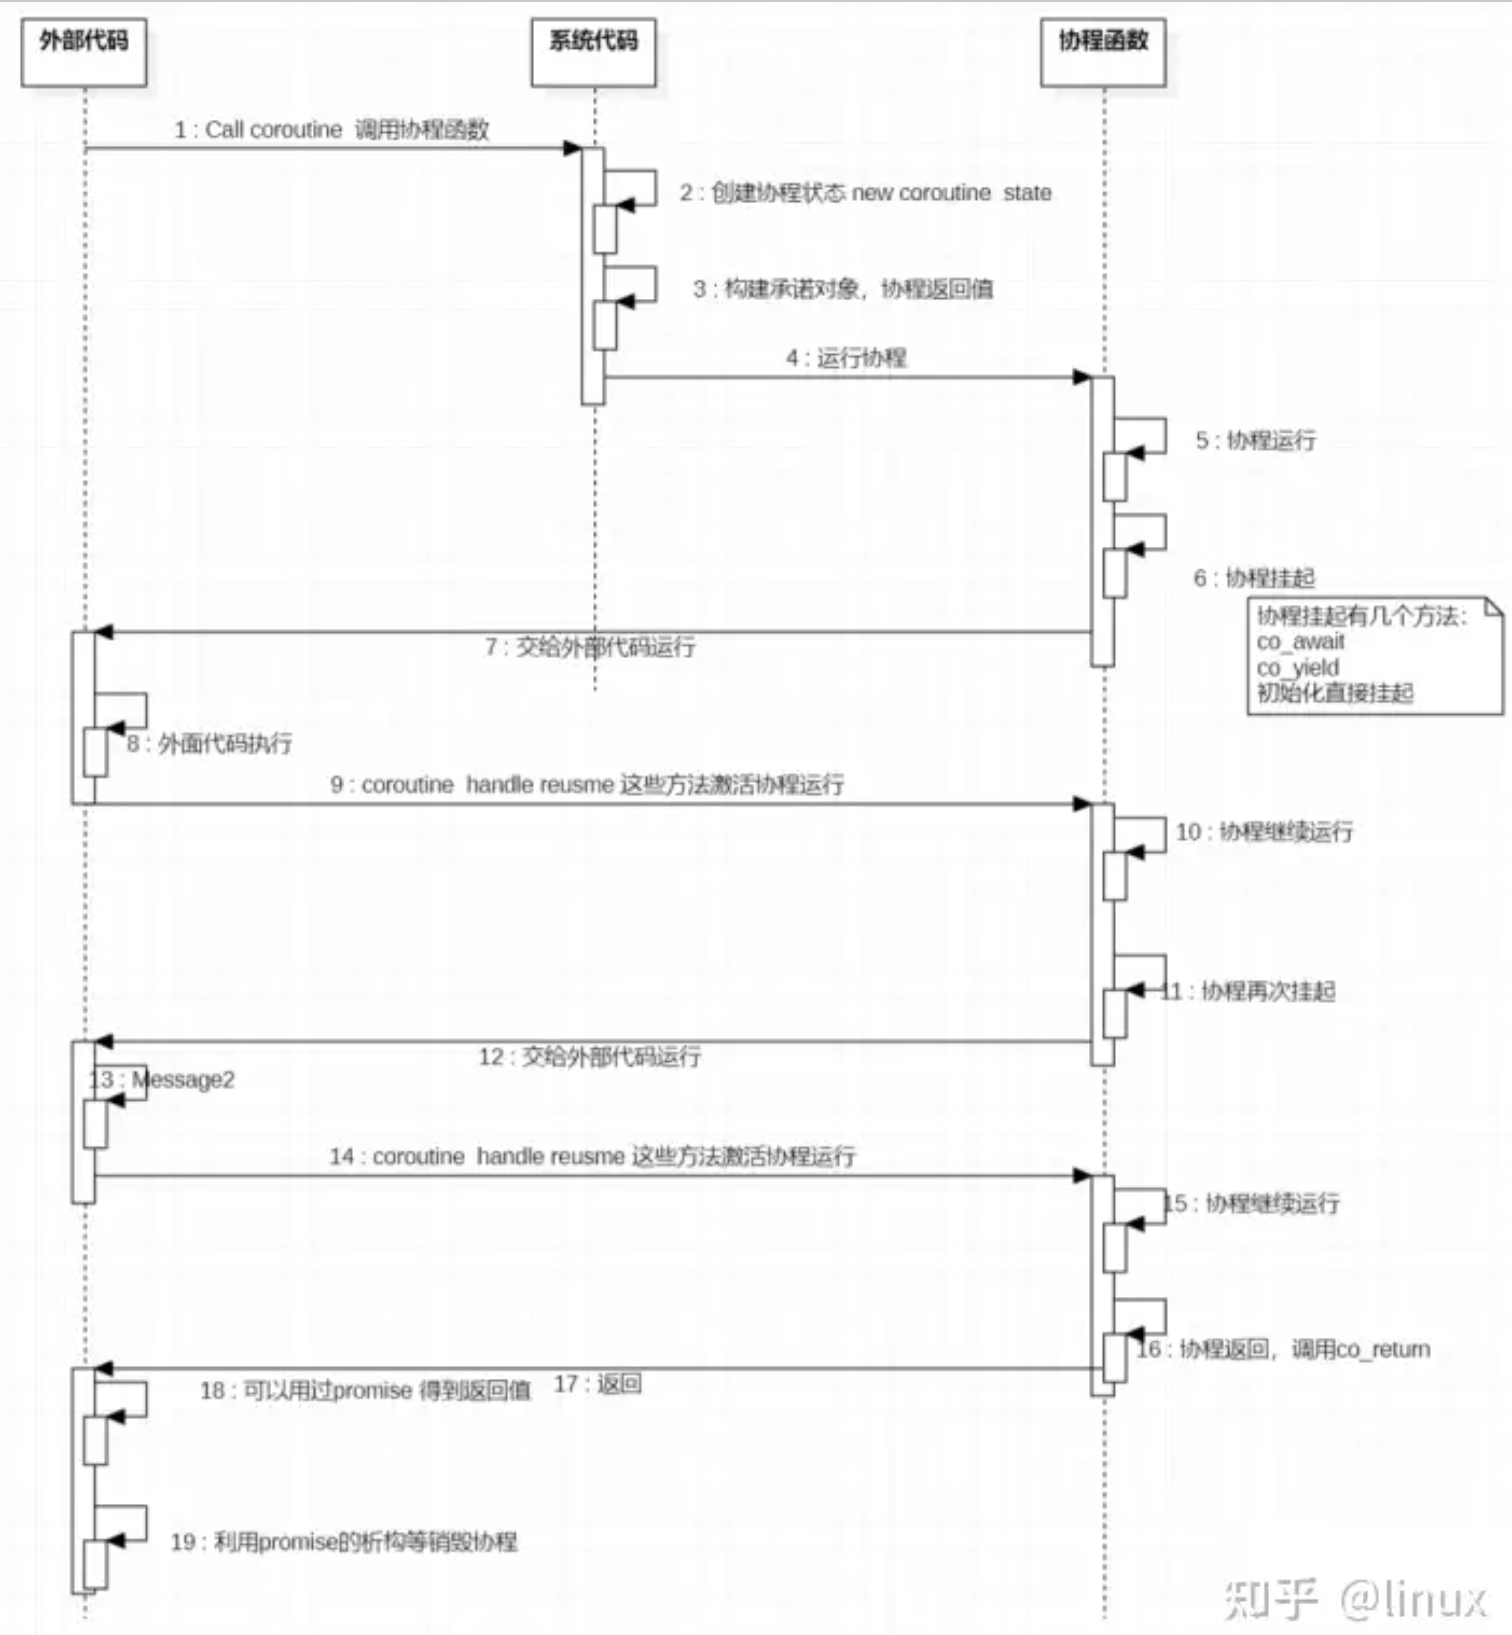 外部代码
系统代码
协程函数
1 : Call coroutine 调用协程函数
2 : 创建协程状态 new coroutine state
3 : 构建承诺对象，协程返回值
4 : 运行协程
5 : 协程运行
6 : 协程挂起
协程挂起有几个方法：
co_await
co_yield
初始化直接挂起
7 : 交给外部代码运行
8 : 外面代码执行
9 : coroutine handle reusme 这些方法激活协程运行
10 : 协程继续运行
11 : 协程再次挂起
12 : 交给外部代码运行
13 : Message2
14 : coroutine handle reusme 这些方法激活协程运行
15 : 协程继续运行
16 : 协程返回，调用co_return
17 : 返回
18 : 可以用过promise 得到返回值
19 : 利用promise的析构等销毁协程
知乎 @linux